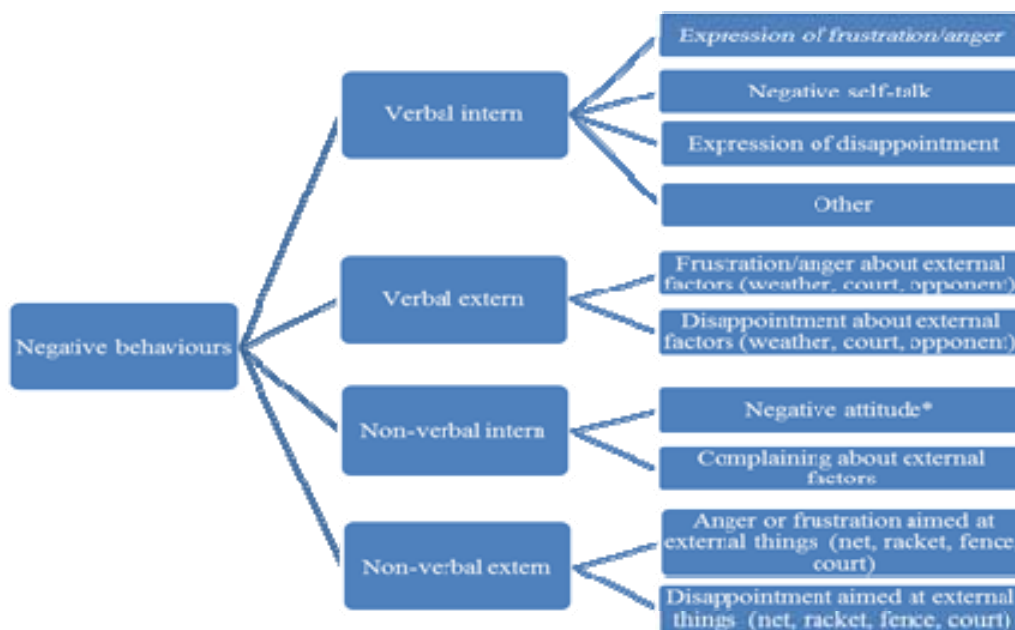 Negative behaviours
Verbal intern
Expression of frustration/anger
Negative self-talk
Expression of disappointment
Other
Verbal extern
Frustration/anger about external
factors (weather, court, opponent)
Disappointment about external
factors (weather, court, opponent)
Non-verbal intern
Negative attitude*
Complaining about external
factors
Non-verbal extern
Anger or frustration aimed at
external things (net, racket, fence
court)
Disappointment aimed at external
things (net, racket, fence, court)